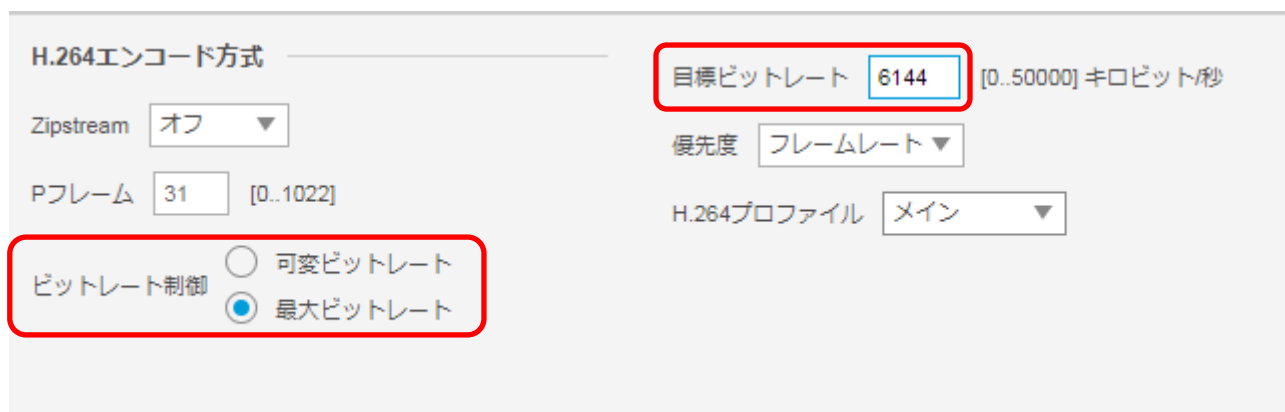 H.264エンコード方式
Zipstream オフ
Pフレーム 31 [0..1022]
ビットレート制御
可変ビットレート
最大ビットレート
目標ビットレート 6144 [0..50000] キロビット/秒
優先度 フレームレート
H.264プロファイル メイン